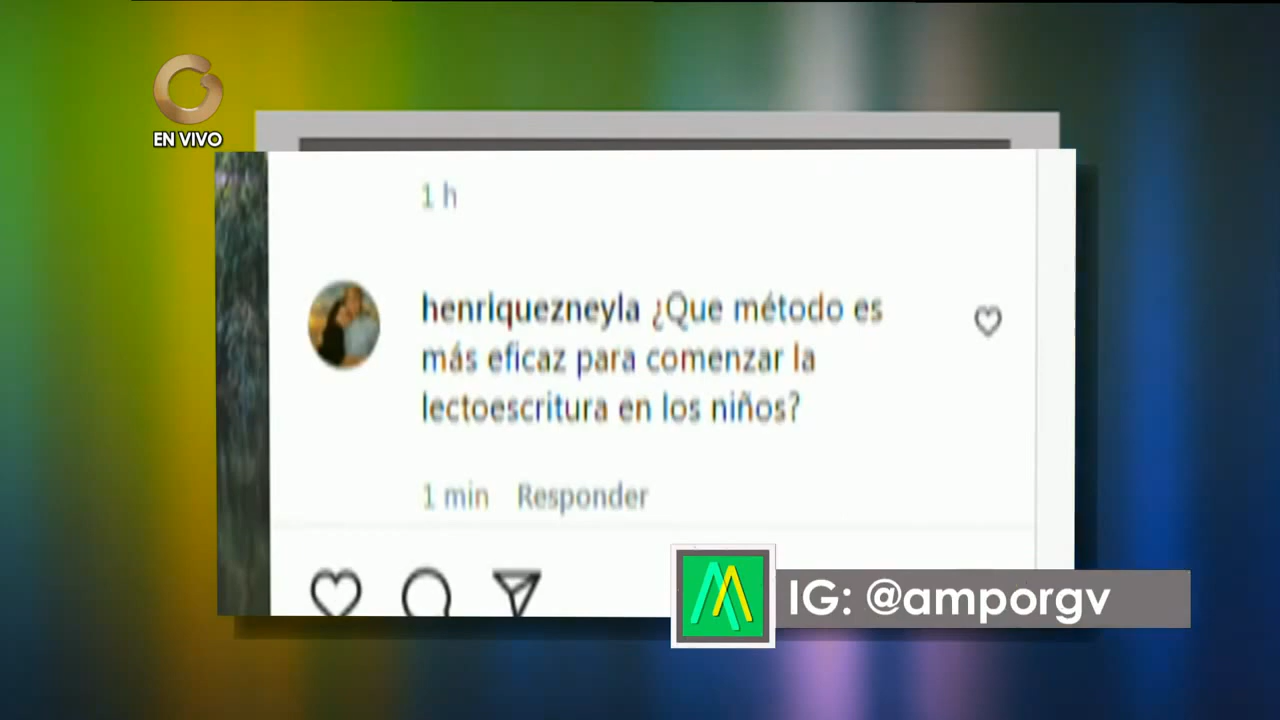 EN VIVO
1 h
henriquezneyla ¿Que método es
más eficaz para comenzar la
lectoescritura en los niños?
1 min Responder
IG: @amporgv